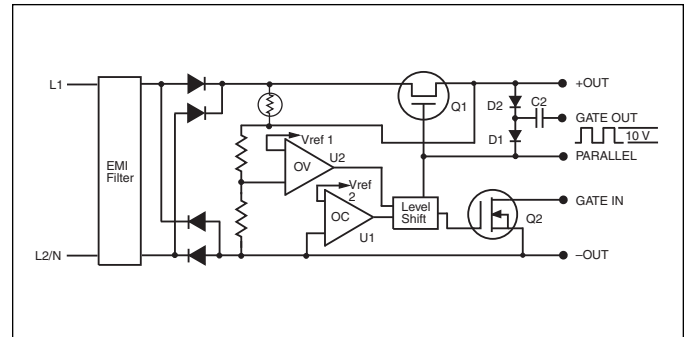 L1
EMI
Filter
L2/N
Vref 1
U2
OV
Vref
2
OC
U1
Level
Shift
Q1
Q2
D2
C2
D1
+OUT
GATE OUT
10 V
PARALLEL
GATE IN
–OUT